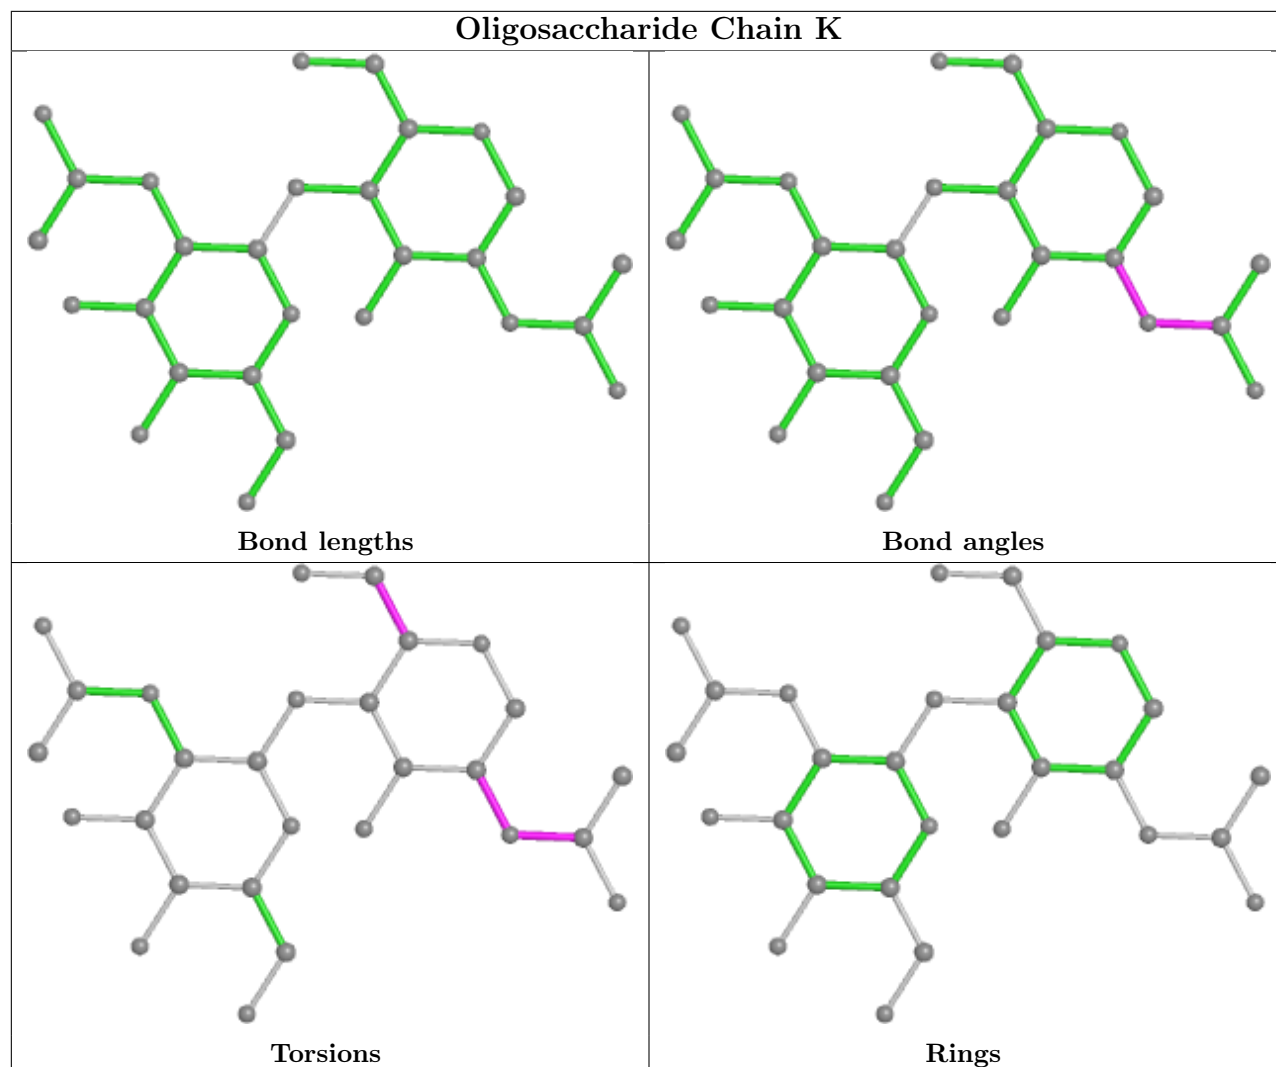 Oligosaccharide Chain K
Bond lengths
Bond angles
Torsions
Rings